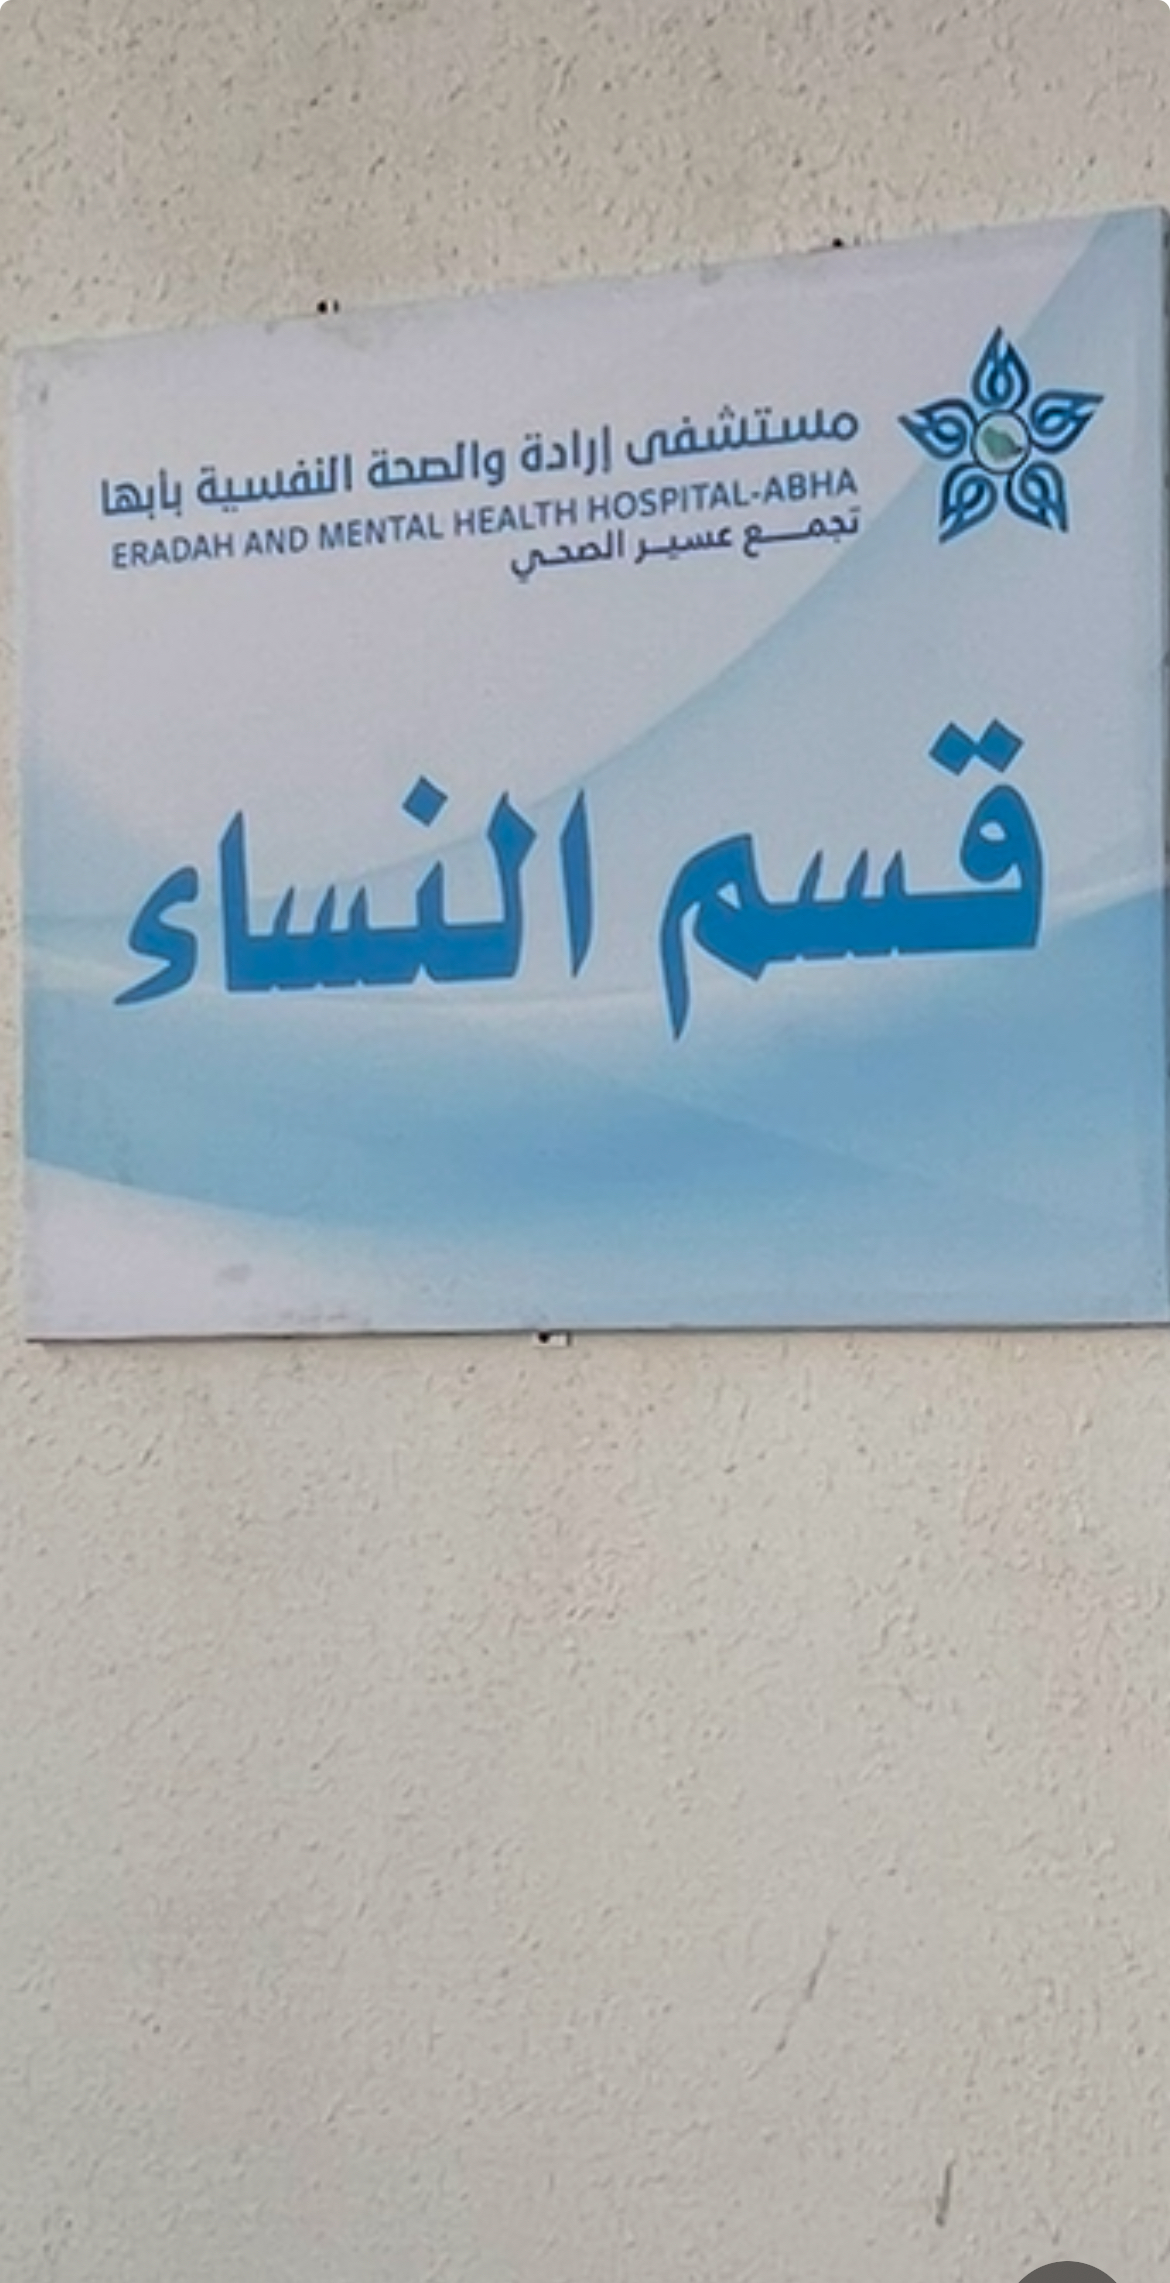 مستشفى إرادة والصحة النفسية بأبها
ERADAH AND MENTAL HEALTH HOSPITAL-ABHA
تجمع عسير الصحي
قسم النساء